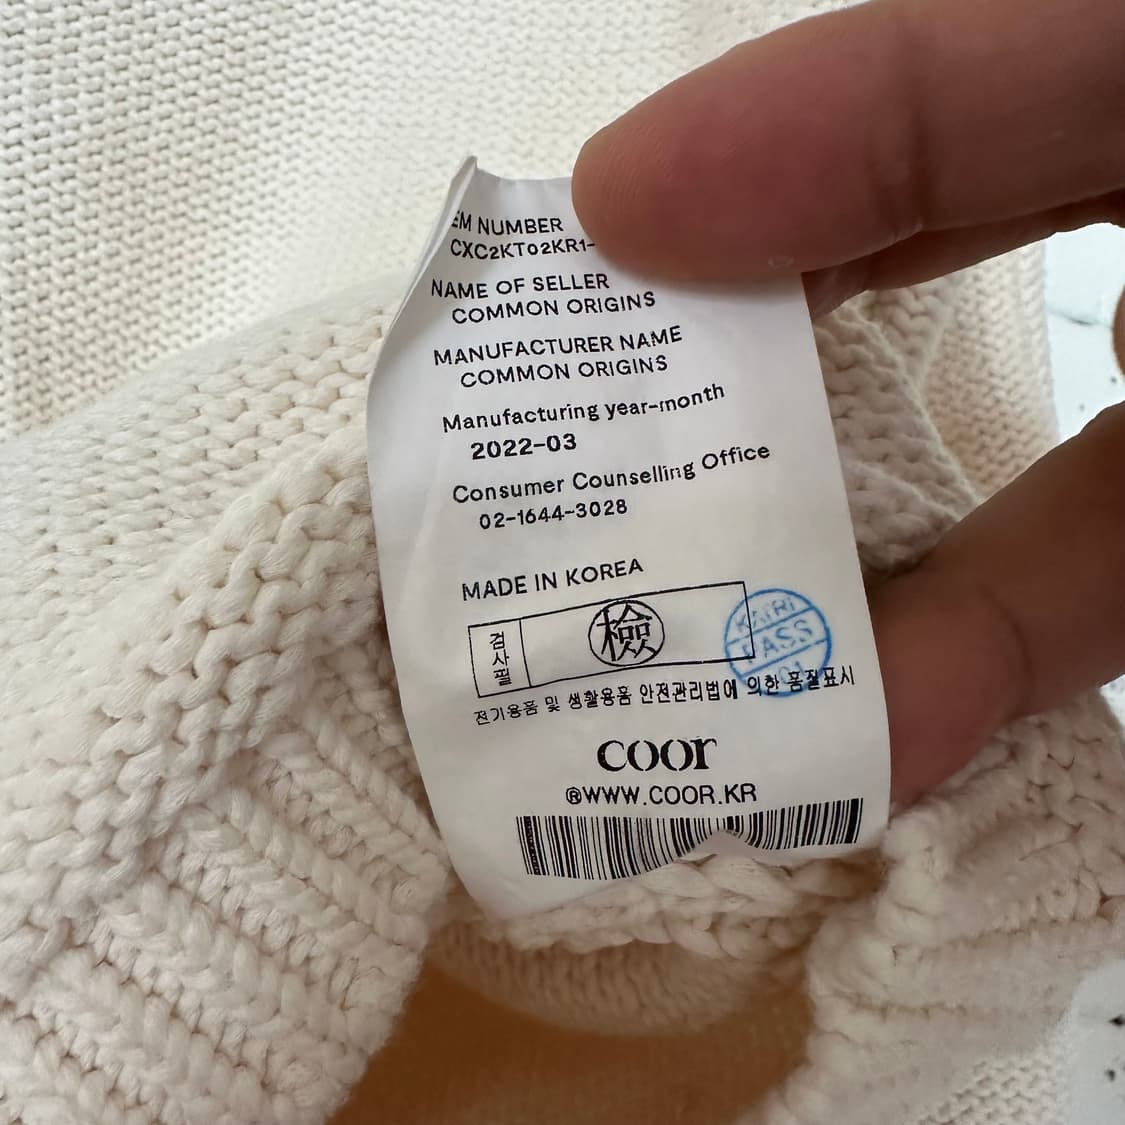 EM NUMBER
CXC2KT02KR1-
NAME OF SELLER
COMMON ORIGINS
MANUFACTURER NAME
COMMON ORIGINS
Manufacturing year-month
2022-03
Consumer Counselling Office
02-1644-3028
MADE IN KOREA
검사필
檢
KATRI
PASS
전기용품 및 생활용품 안전관리법에 의한 품질표시
coor
®WWW.COOR.KR